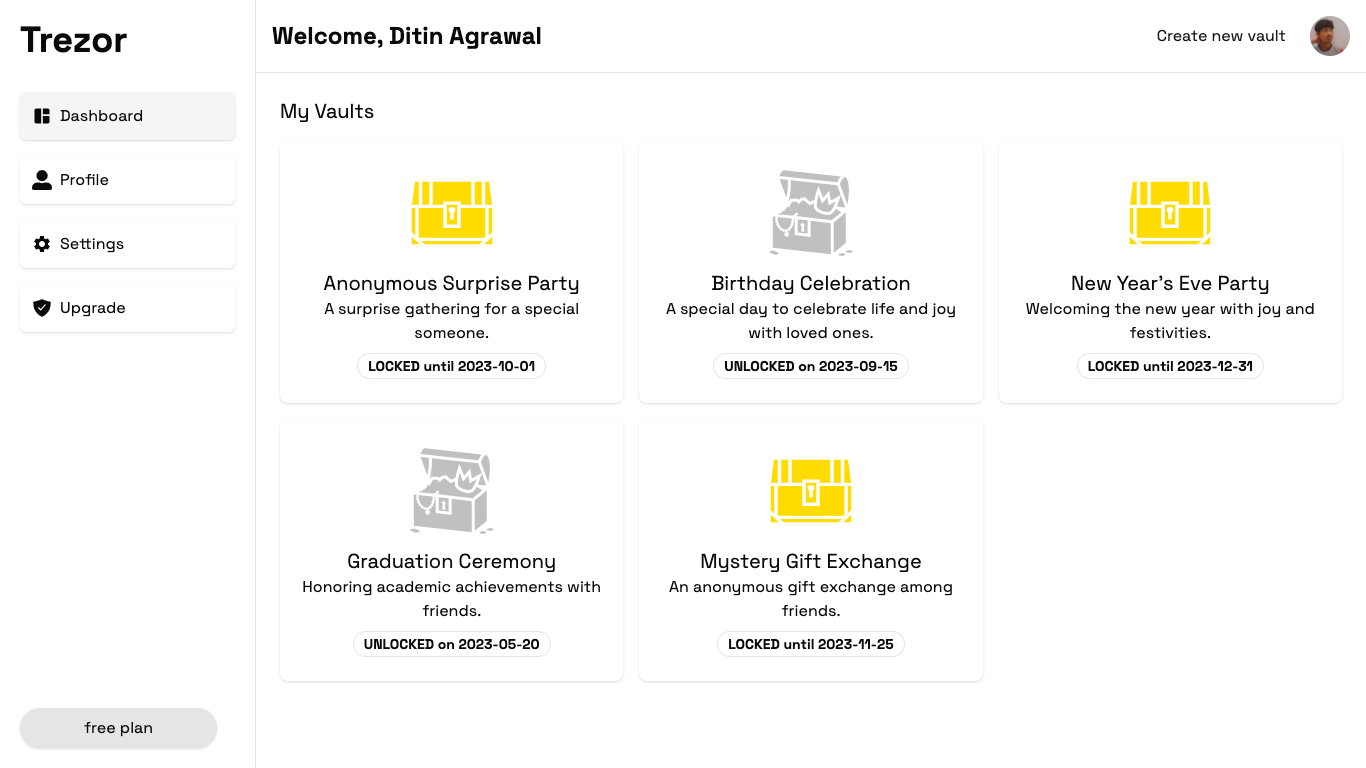 Trezor
Dashboard
Profile
Settings
Upgrade
free plan
Welcome, Ditin Agrawal
Create new vault
My Vaults
Anonymous Surprise Party
A surprise gathering for a special
someone.
LOCKED until 2023-10-01
Birthday Celebration
A special day to celebrate life and joy
with loved ones.
UNLOCKED on 2023-09-15
New Year's Eve Party
Welcoming the new year with joy and
festivities.
LOCKED until 2023-12-31
Graduation Ceremony
Honoring academic achievements with
friends.
UNLOCKED on 2023-05-20
Mystery Gift Exchange
An anonymous gift exchange among
friends.
LOCKED until 2023-11-25